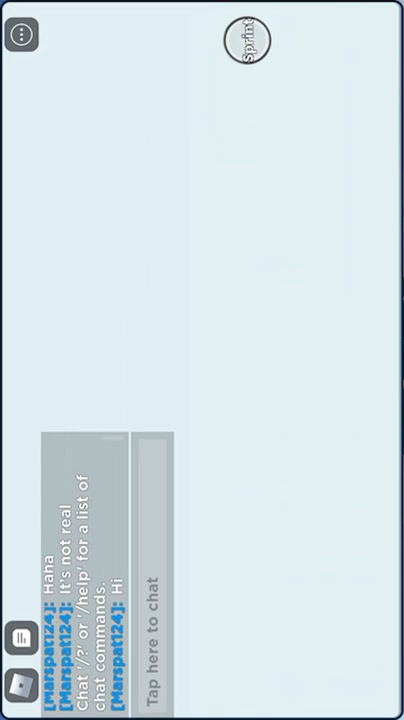 [Marspat124]: Hana
[Marspat124]: It's not real
Chat '/?' or '/help' for a list of
chat commands.
[Marspat124]: Hi
Tap here to chat
Sprint